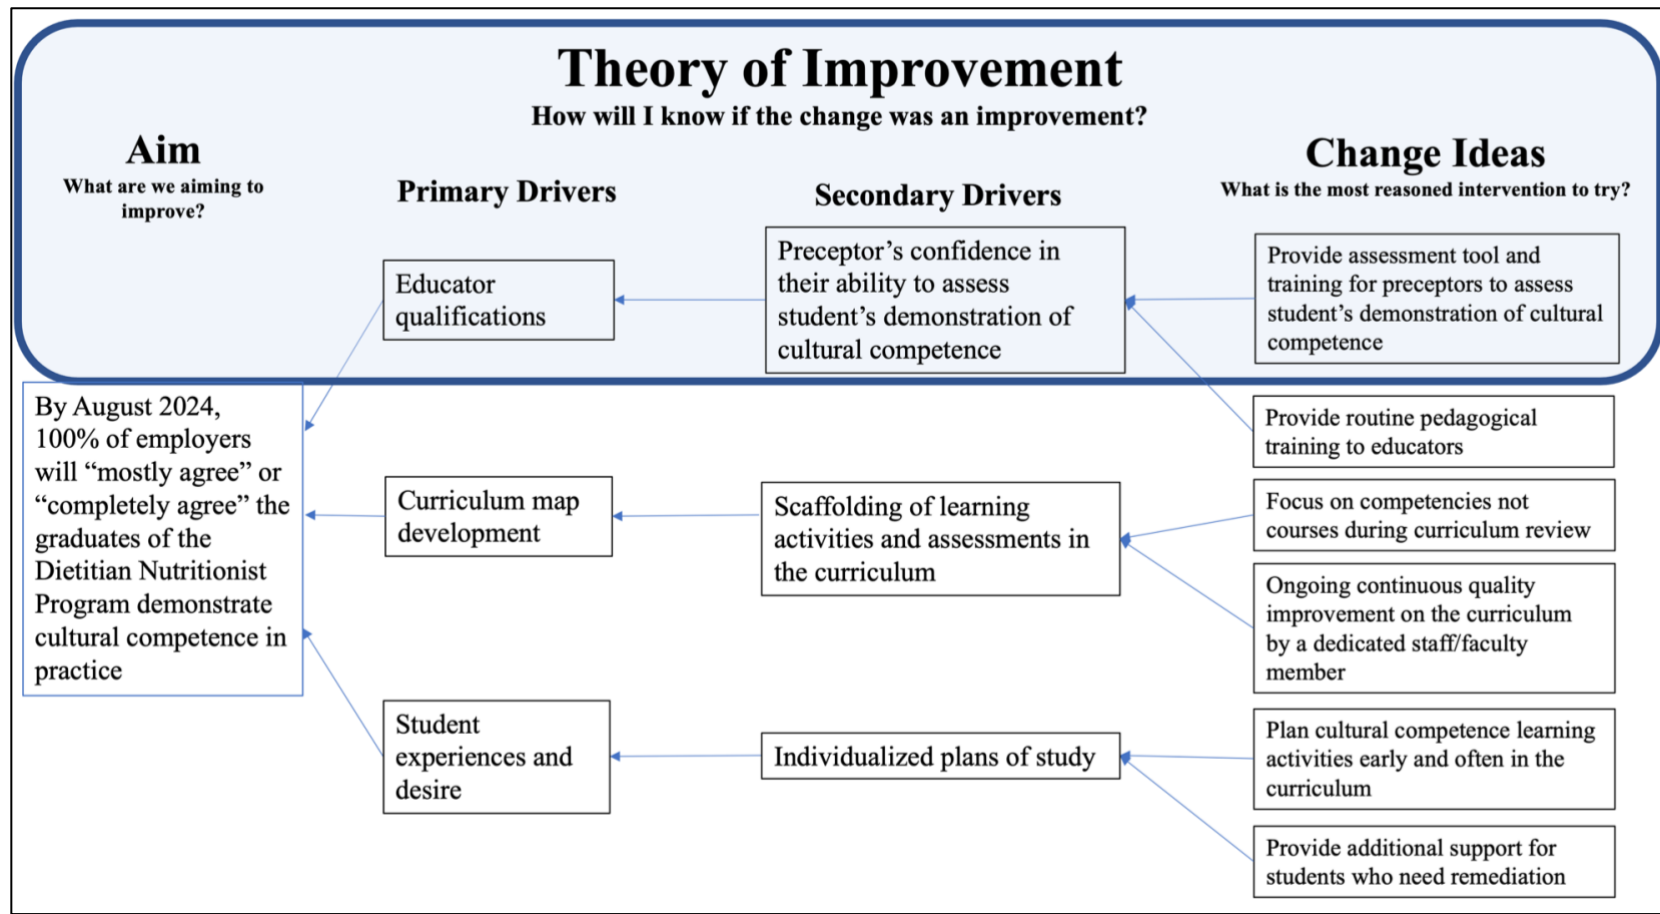 Theory of Improvement
How will I know if the change was an improvement?
Aim
What are we aiming to
improve?
Primary Drivers
Secondary Drivers
Change Ideas
What is the most reasoned intervention to try?
Educator
qualifications
Preceptor’s confidence in
their ability to assess
student’s demonstration of
cultural competence
Provide assessment tool and
training for preceptors to assess
student’s demonstration of cultural
competence
By August 2024,
100% of employers
will “mostly agree” or
“completely agree” the
graduates of the
Dietitian Nutritionist
Program demonstrate
cultural competence in
practice
Provide routine pedagogical
training to educators
Curriculum map
development
Scaffolding of learning
activities and assessments in
the curriculum
Focus on competencies not
courses during curriculum review
Ongoing continuous quality
improvement on the curriculum
by a dedicated staff/faculty
member
Student
experiences and
desire
Individualized plans of study
Plan cultural competence learning
activities early and often in the
curriculum
Provide additional support for
students who need remediation